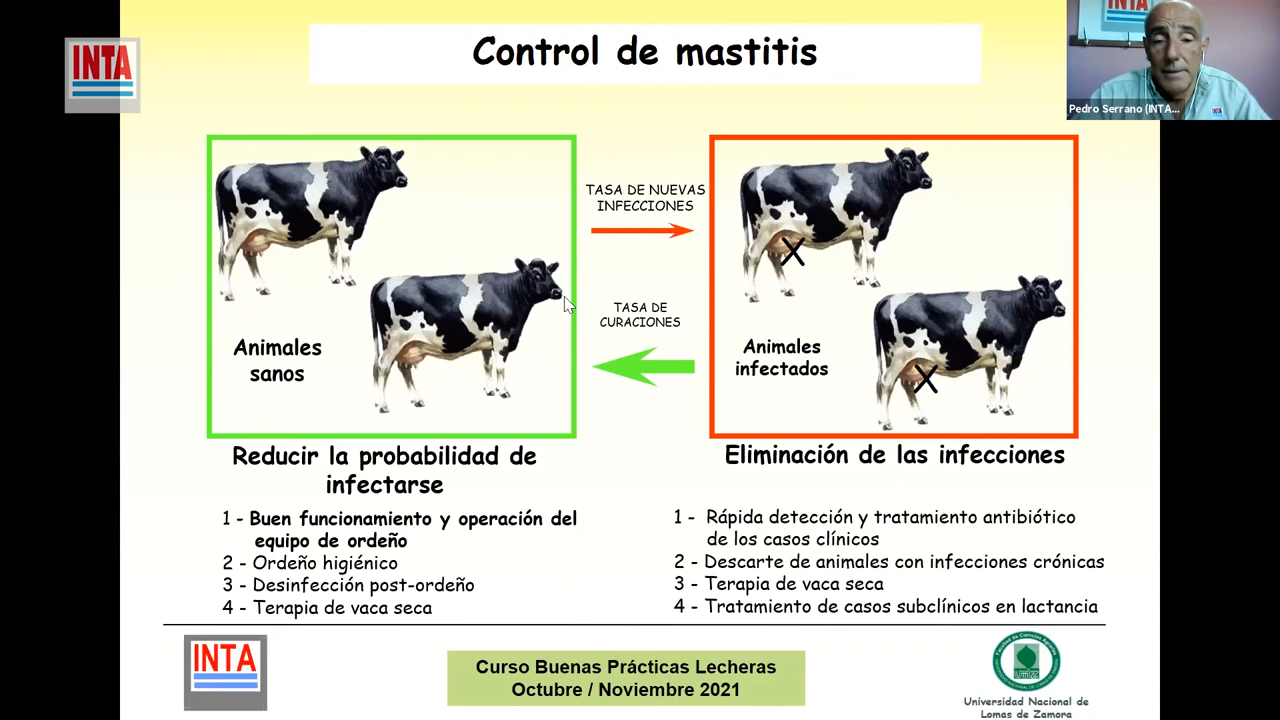 Control de mastitis
INTA
INTA
Pedro Serrano (INTA...
TASA DE NUEVAS
INFECCIONES
TASA DE
CURACIONES
Animales
sanos
Animales
infectados
X
X
Reducir la probabilidad de
infectarse
1 - Buen funcionamiento y operación del
equipo de ordeño
2 - Ordeño higiénico
3 - Desinfección post-ordeño
4 - Terapia de vaca seca
Eliminación de las infecciones
1 - Rápida detección y tratamiento antibiótico
de los casos clínicos
2 - Descarte de animales con infecciones crónicas
3 - Terapia de vaca seca
4 - Tratamiento de casos subclínicos en lactancia
INTA
Curso Buenas Prácticas Lecheras
Octubre / Noviembre 2021
Universidad Nacional de
Lomas de Zamora